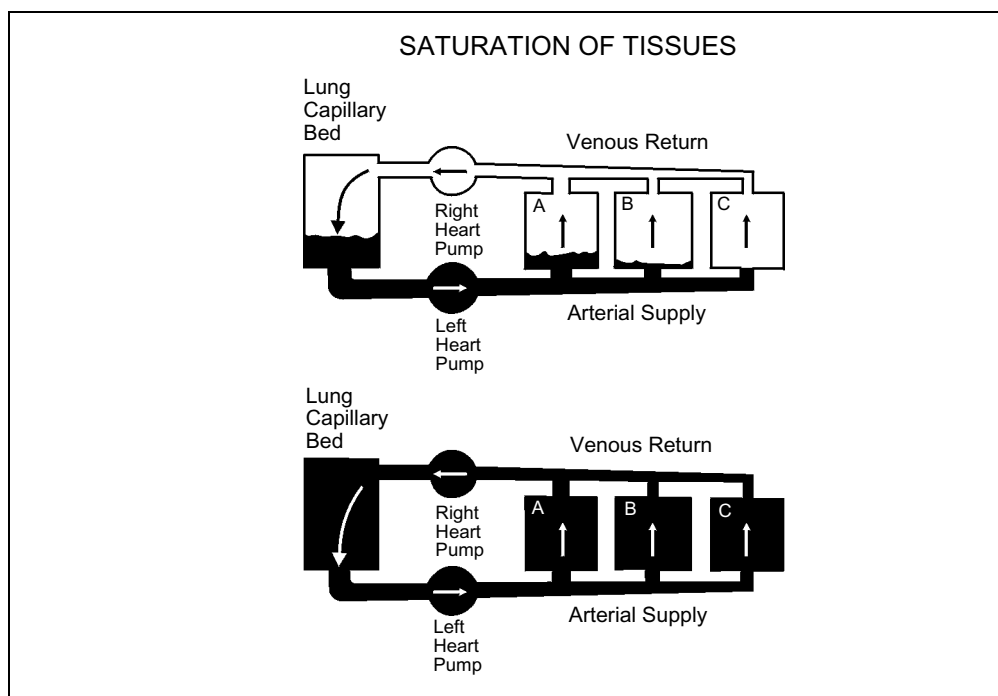 SATURATION OF TISSUES
Lung
Capillary
Bed
Venous Return
A
B
C
Right
Heart
Pump
Left
Heart
Pump
Arterial Supply
Lung
Capillary
Bed
Venous Return
A
B
C
Right
Heart
Pump
Left
Heart
Pump
Arterial Supply